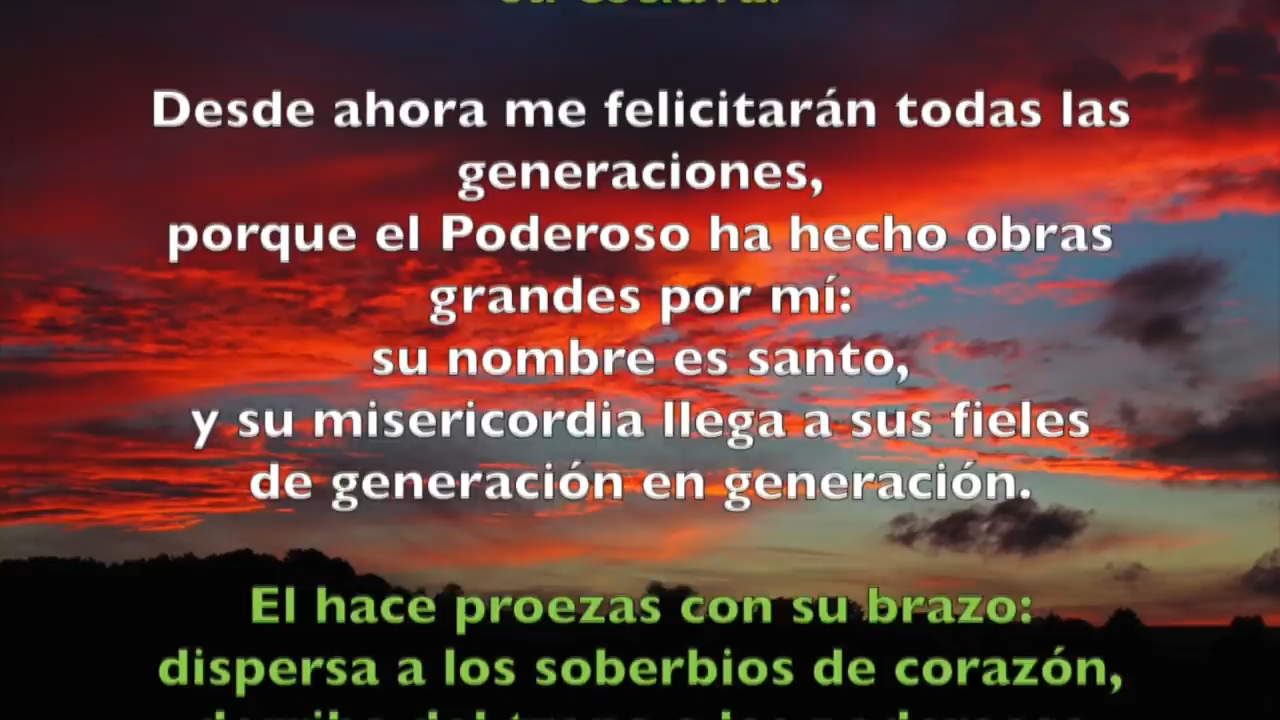 Desde ahora me felicitarán todas las
generaciones,
porque el Poderoso ha hecho obras
grandes por mí:
su nombre es santo,
y su misericordia llega a sus fieles
de generación en generación.
El hace proezas con su brazo:
dispersa a los soberbios de corazón,